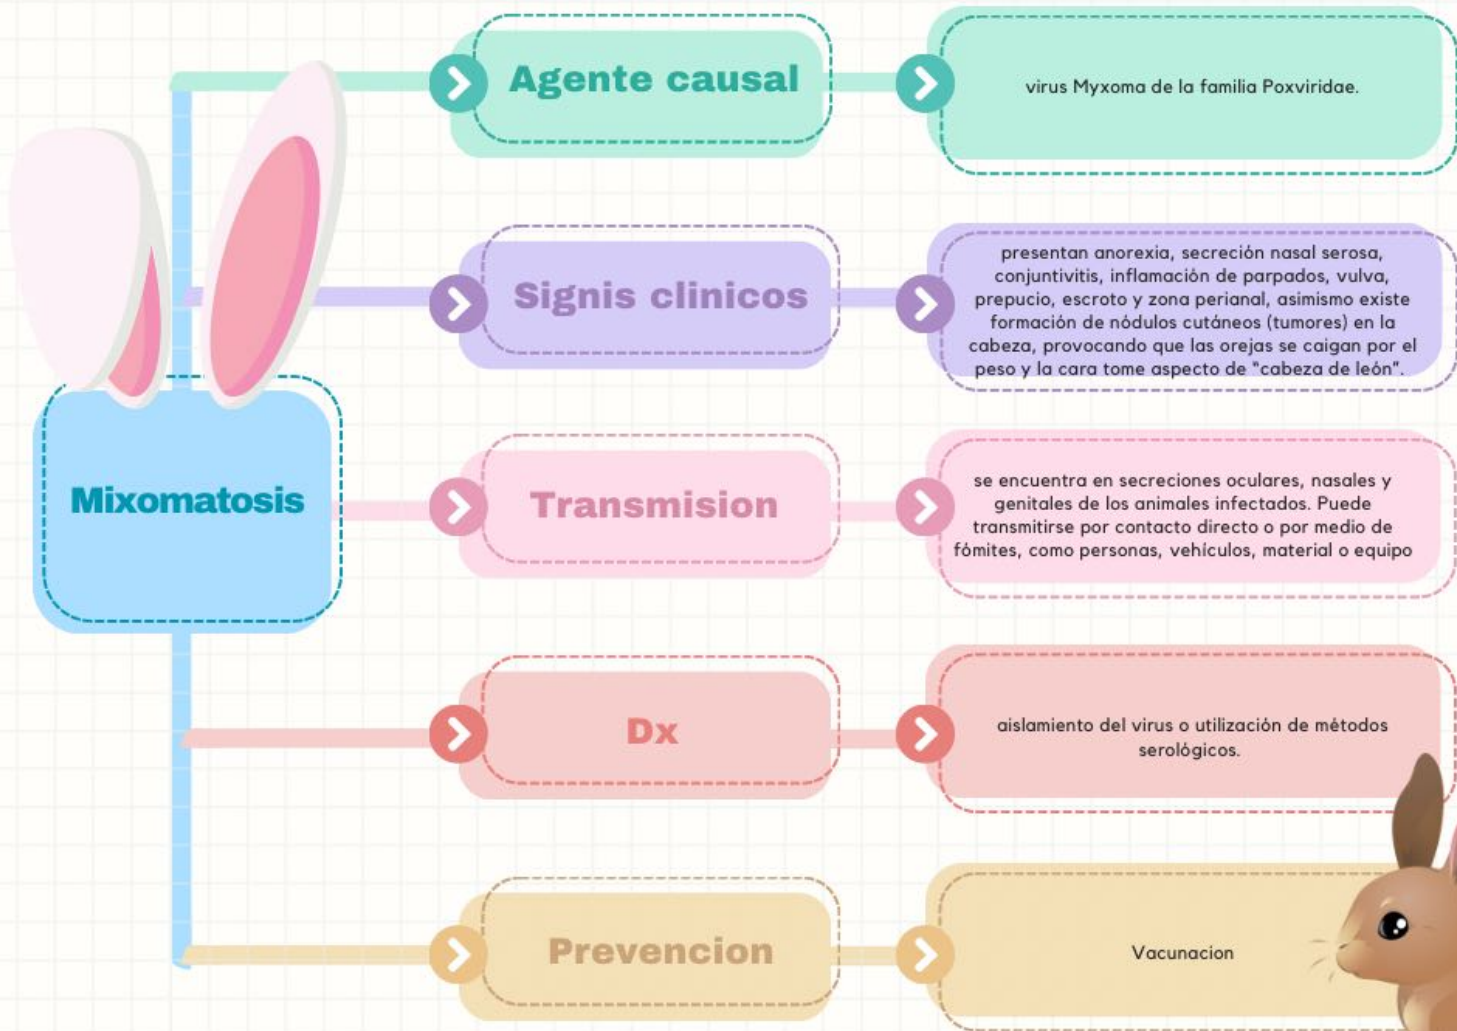 Agente causal
virus Myxoma de la familia Poxviridae.
Signis clinicos
presentan anorexia, secreción nasal serosa,
conjuntivitis, inflamación de parpados, vulva,
prepucio, escroto y zona perianal, asimismo existe
formación de nódulos cutáneos (tumores) en la
cabeza, provocando que las orejas se caigan por el
peso y la cara tome aspecto de "cabeza de león".
Mixomatosis
Transmision
se encuentra en secreciones oculares, nasales y
genitales de los animales infectados. Puede
transmitirse por contacto directo o por medio de
fómites, como personas, vehículos, material o equipo
Dx
aislamiento del virus o utilización de métodos
serológicos.
Prevencion
Vacunacion